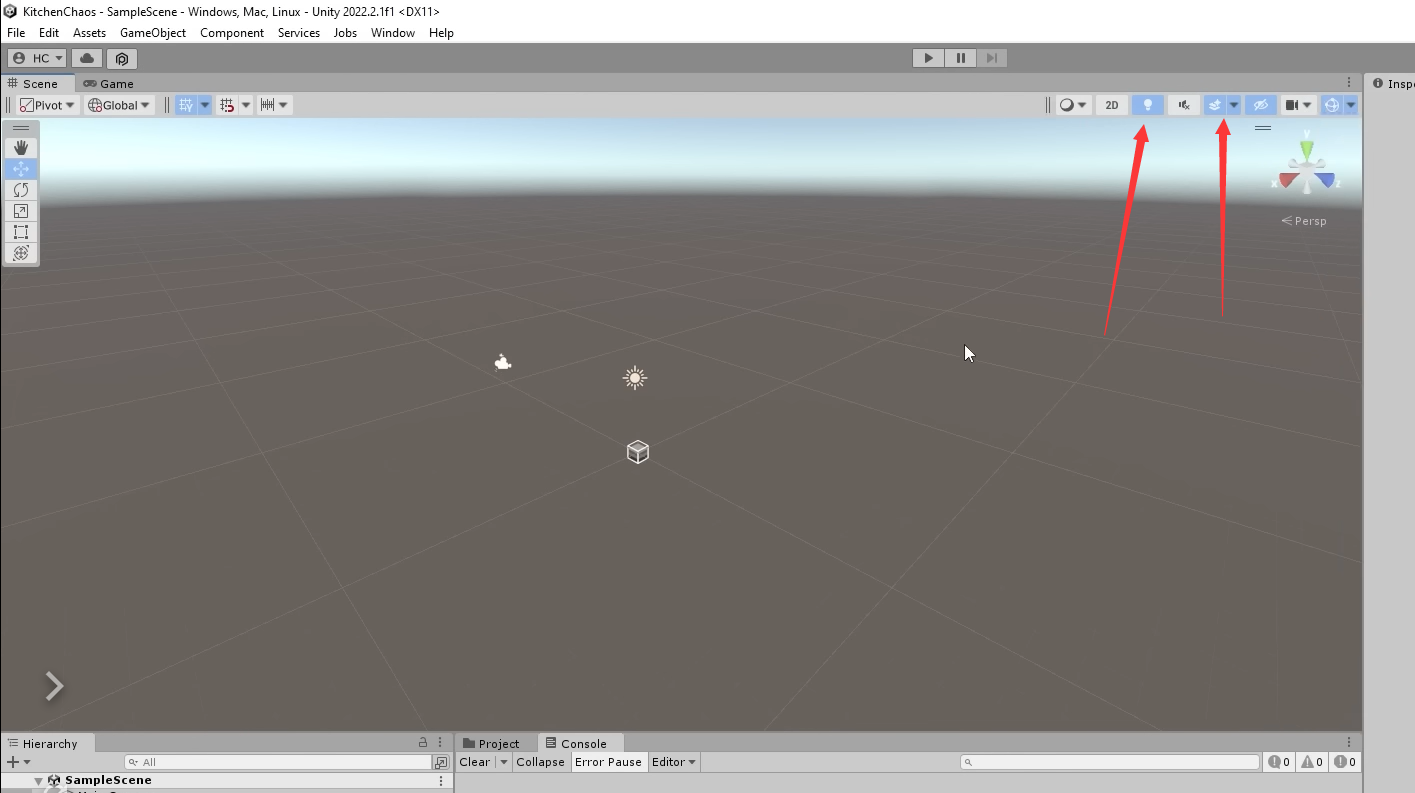 KitchenChaos - SampleScene - Windows, Mac, Linux - Unity 2022.2.1f1 <DX11>
File Edit Assets GameObject Component Services Jobs Window Help
HC
Scene Game
Inspe
Pivot Global 2D
y
x z
Persp
Hierarchy Project Console
All Clear Collapse Error Pause Editor 0 0 0
SampleScene